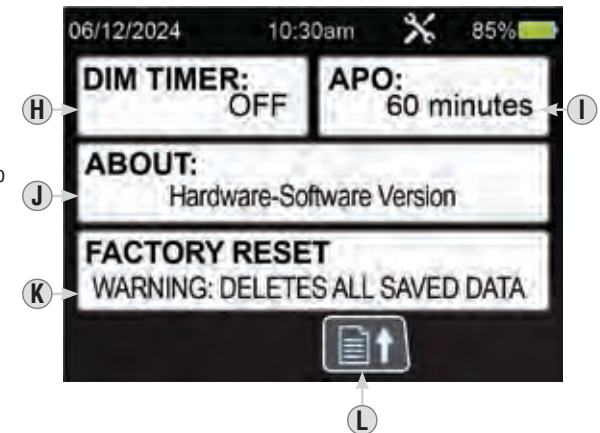 06/12/2024 10:30am 85%
DIM TIMER: APO:
H OFF 60 minutes I
ABOUT:
J Hardware-Software Version
FACTORY RESET
K WARNING: DELETES ALL SAVED DATA
L